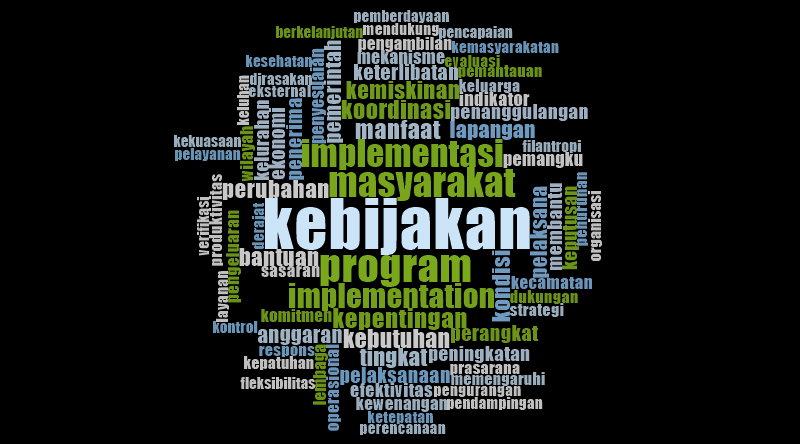 pemberdayaan
berkelanjutan
mendukung
pencapaian
pengambilan
kemasyarakatan
mekanisme
kesehatan
evaluasi
keterlibatan
pemantauan
dirasakan
keluarga
eksternal
kemiskinan
indikator
keluhan
kelurahan
ekonomi
penerima
penyesuaian
pemerintah
koordinasi
penanggulangan
manfaat
lapangan
kekuasaan
pelayanan
wilayah
implementasi
filantropi
pemangku
perubahan
masyarakat
verifikasi
produktivitas
pengeluaran
derajat
kebijakan
pelaksana
membantu
keputusan
penurunan
organisasi
bantuan
sasaran
program
kondisi
layanan
implementation
kecamatan
dukungan
strategi
komitmen
kepentingan
kontrol
anggaran
kebutuhan
perangkat
respons
kepatuhan
tingkat
peningkatan
fleksibilitas
lembaga
operasional
pelaksanaan
prasarana
memengaruhi
efektivitas
pengurangan
kewenangan
pendampingan
ketepatan
perencanaan